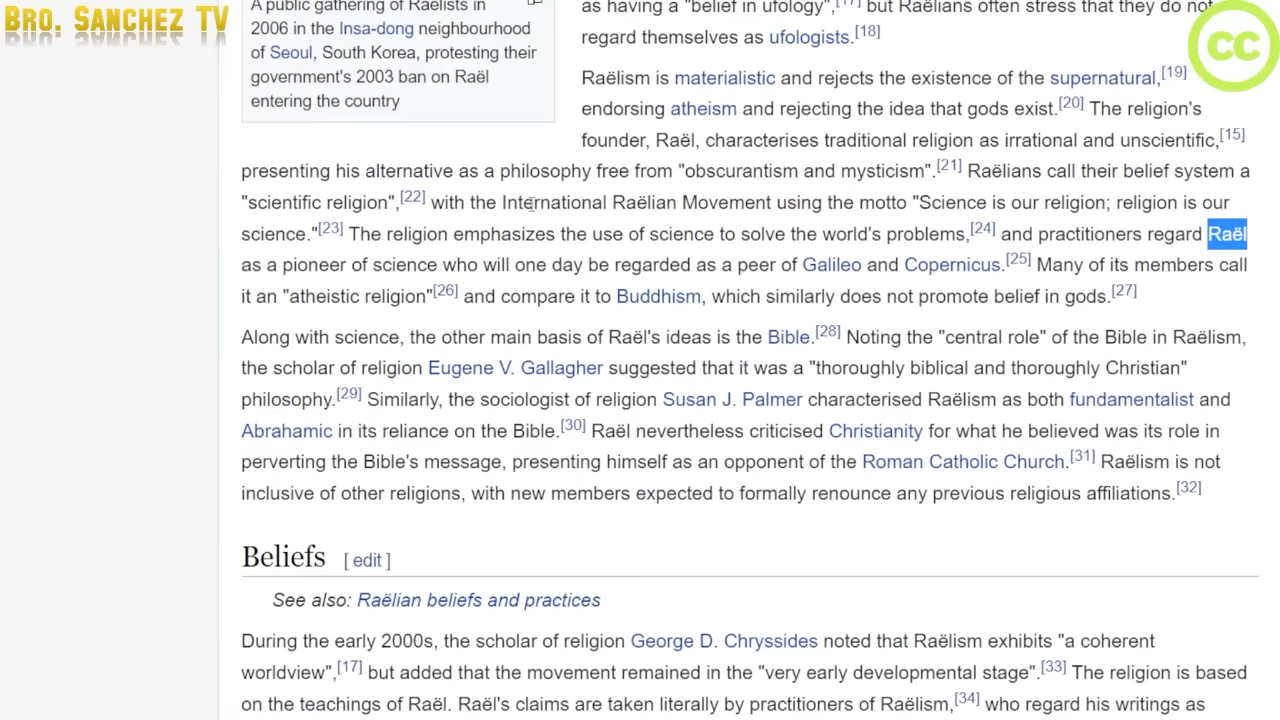 Bro. Sanchez TV
A public gathering of Raëlists in
2006 in the Insa-dong neighbourhood
of Seoul, South Korea, protesting their
government's 2003 ban on Raël
entering the country
as having a "belief in ufology",[17] but Raëlians often stress that they do not
regard themselves as ufologists.[18]
CC
Raëlism is materialistic and rejects the existence of the supernatural,[19]
endorsing atheism and rejecting the idea that gods exist.[20] The religion's
founder, Raël, characterises traditional religion as irrational and unscientific,[15]
presenting his alternative as a philosophy free from "obscurantism and mysticism".[21] Raëlians call their belief system a
"scientific religion",[22] with the International Raëlian Movement using the motto "Science is our religion; religion is our
science."[23] The religion emphasizes the use of science to solve the world's problems,[24] and practitioners regard Raël
as a pioneer of science who will one day be regarded as a peer of Galileo and Copernicus.[25] Many of its members call
it an "atheistic religion"[26] and compare it to Buddhism, which similarly does not promote belief in gods.[27]
Along with science, the other main basis of Raël's ideas is the Bible.[28] Noting the "central role" of the Bible in Raëlism,
the scholar of religion Eugene V. Gallagher suggested that it was a "thoroughly biblical and thoroughly Christian"
philosophy.[29] Similarly, the sociologist of religion Susan J. Palmer characterised Raëlism as both fundamentalist and
Abrahamic in its reliance on the Bible.[30] Raël nevertheless criticised Christianity for what he believed was its role in
perverting the Bible's message, presenting himself as an opponent of the Roman Catholic Church.[31] Raëlism is not
inclusive of other religions, with new members expected to formally renounce any previous religious affiliations.[32]
Beliefs [ edit ]
See also: Raëlian beliefs and practices
During the early 2000s, the scholar of religion George D. Chryssides noted that Raëlism exhibits "a coherent
worldview",[17] but added that the movement remained in the "very early developmental stage".[33] The religion is based
on the teachings of Raël. Raël's claims are taken literally by practitioners of Raëlism,[34] who regard his writings as